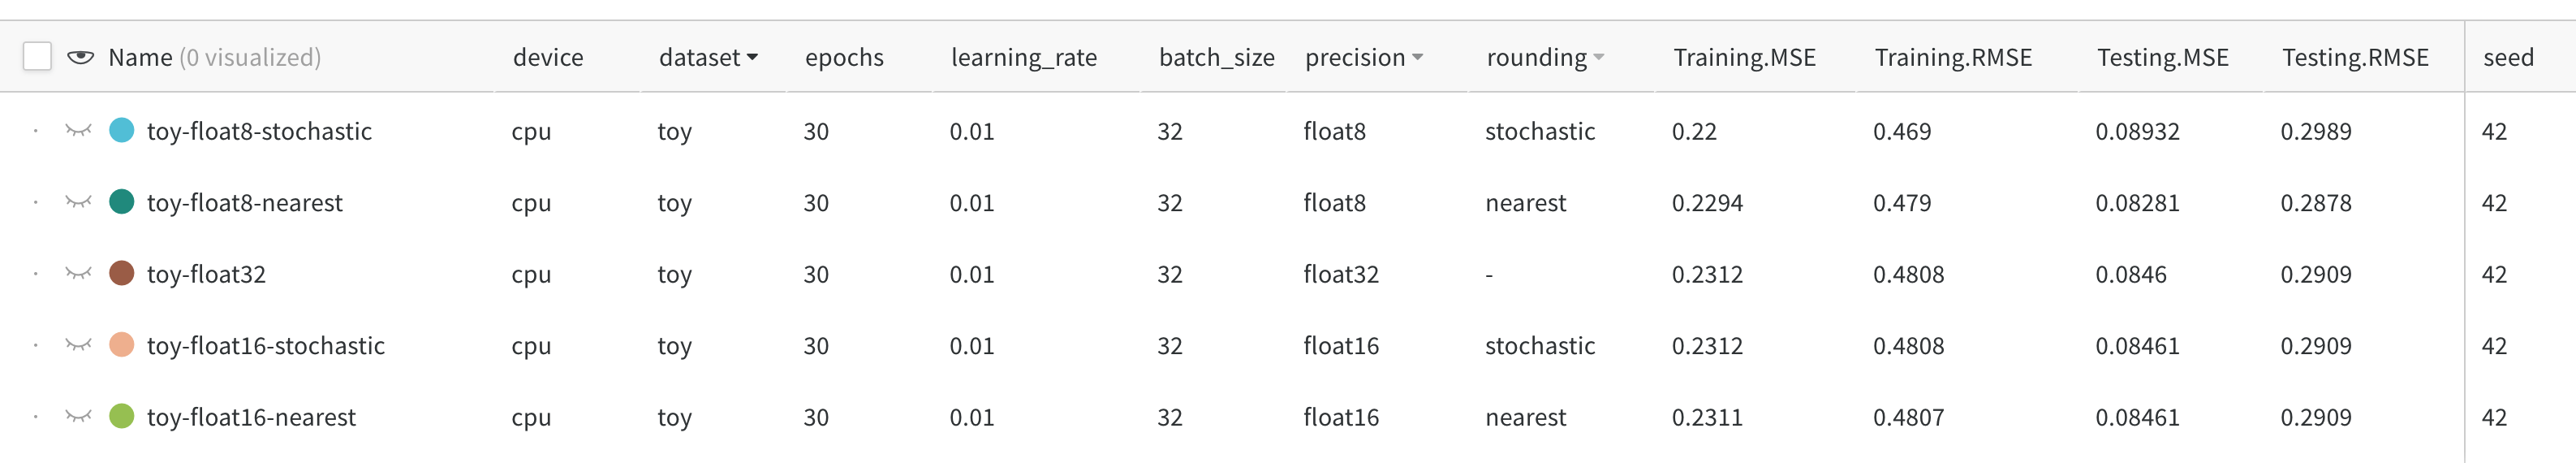 Name (0 visualized) device dataset epochs learning_rate batch_size precision rounding Training.MSE Training.RMSE Testing.MSE Testing.RMSE seed
toy-float8-stochastic cpu toy 30 0.01 32 float8 stochastic 0.22 0.469 0.08932 0.2989 42
toy-float8-nearest cpu toy 30 0.01 32 float8 nearest 0.2294 0.479 0.08281 0.2878 42
toy-float32 cpu toy 30 0.01 32 float32 - 0.2312 0.4808 0.0846 0.2909 42
toy-float16-stochastic cpu toy 30 0.01 32 float16 stochastic 0.2312 0.4808 0.08461 0.2909 42
toy-float16-nearest cpu toy 30 0.01 32 float16 nearest 0.2311 0.4807 0.08461 0.2909 42